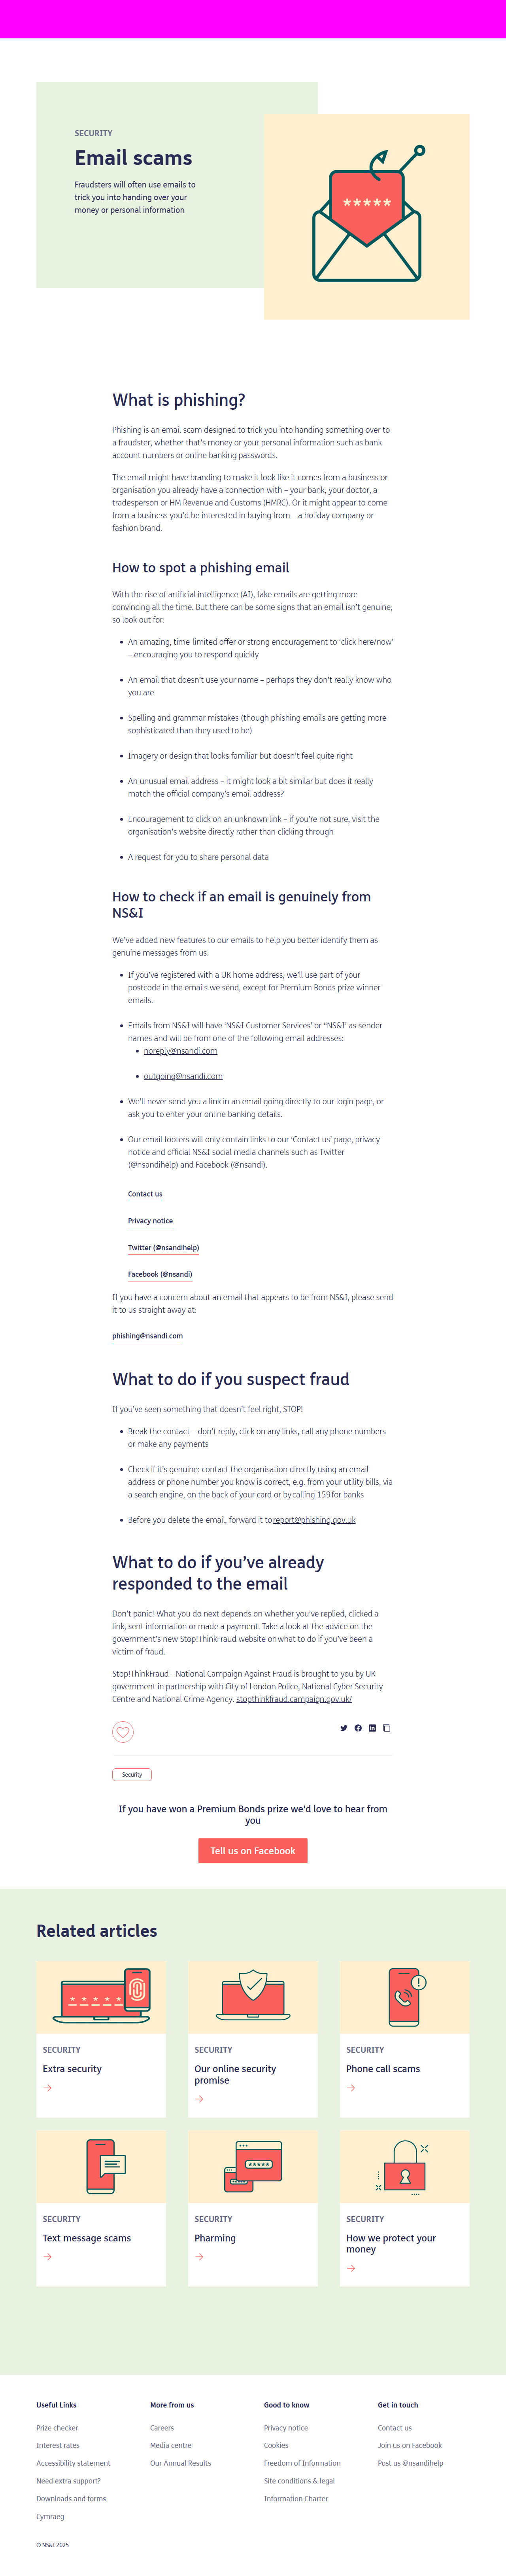 SECURITY
Email scams
Fraudsters will often use emails to
trick you into handing over your
money or personal information
*****
What is phishing?
Phishing is an email scam designed to trick you into handing something over to
a fraudster, whether that's money or your personal information such as bank
account numbers or online banking passwords.
The email might have branding to make it look like it comes from a business or
organisation you already have a connection with – your bank, your doctor, a
tradesperson or HM Revenue and Customs (HMRC). Or it might appear to come
from a business you'd be interested in buying from – a holiday company or
fashion brand.
How to spot a phishing email
With the rise of artificial intelligence (AI), fake emails are getting more
convincing all the time. But there can be some signs that an email isn't genuine,
so look out for:
• An amazing, time-limited offer or strong encouragement to 'click here/now'
– encouraging you to respond quickly
• An email that doesn't use your name – perhaps they don't really know who
you are
• Spelling and grammar mistakes (though phishing emails are getting more
sophisticated than they used to be)
• Imagery or design that looks familiar but doesn't feel quite right
• An unusual email address – it might look a bit similar but does it really
match the official company's email address?
• Encouragement to click on an unknown link – if you're not sure, visit the
organisation's website directly rather than clicking through
• A request for you to share personal data
How to check if an email is genuinely from
NS&I
We've added new features to our emails to help you better identify them as
genuine messages from us.
• If you've registered with a UK home address, we'll use part of your
postcode in the emails we send, except for Premium Bonds prize winner
emails.
• Emails from NS&I will have 'NS&I Customer Services' or "NS&I' as sender
names and will be from one of the following email addresses:
• noreply@nsandi.com
• outgoing@nsandi.com
• We'll never send you a link in an email going directly to our login page, or
ask you to enter your online banking details.
• Our email footers will only contain links to our 'Contact us' page, privacy
notice and official NS&I social media channels such as Twitter
(@nsandihelp) and Facebook (@nsandi).
Contact us
Privacy notice
Twitter (@nsandihelp)
Facebook (@nsandi)
If you have a concern about an email that appears to be from NS&I, please send
it to us straight away at:
phishing@nsandi.com
What to do if you suspect fraud
If you've seen something that doesn't feel right, STOP!
• Break the contact – don't reply, click on any links, call any phone numbers
or make any payments
• Check if it's genuine: contact the organisation directly using an email
address or phone number you know is correct, e.g. from your utility bills, via
a search engine, on the back of your card or by calling 159 for banks
• Before you delete the email, forward it to report@phishing.gov.uk
What to do if you've already
responded to the email
Don't panic! What you do next depends on whether you've replied, clicked a
link, sent information or made a payment. Take a look at the advice on the
government's new Stop!ThinkFraud website on what to do if you've been a
victim of fraud.
Stop!ThinkFraud - National Campaign Against Fraud is brought to you by UK
government in partnership with City of London Police, National Cyber Security
Centre and National Crime Agency. stopthinkfraud.campaign.gov.uk/
Security
If you have won a Premium Bonds prize we'd love to hear from
you
Tell us on Facebook
Related articles
SECURITY
Extra security
SECURITY
Our online security
promise
SECURITY
Phone call scams
SECURITY
Text message scams
SECURITY
Pharming
SECURITY
How we protect your
money
Useful Links
Prize checker
Interest rates
Accessibility statement
Need extra support?
Downloads and forms
Cymraeg
More from us
Careers
Media centre
Our Annual Results
Good to know
Privacy notice
Cookies
Freedom of Information
Site conditions & legal
Information Charter
Get in touch
Contact us
Join us on Facebook
Post us @nsandihelp
© NS&I 2025